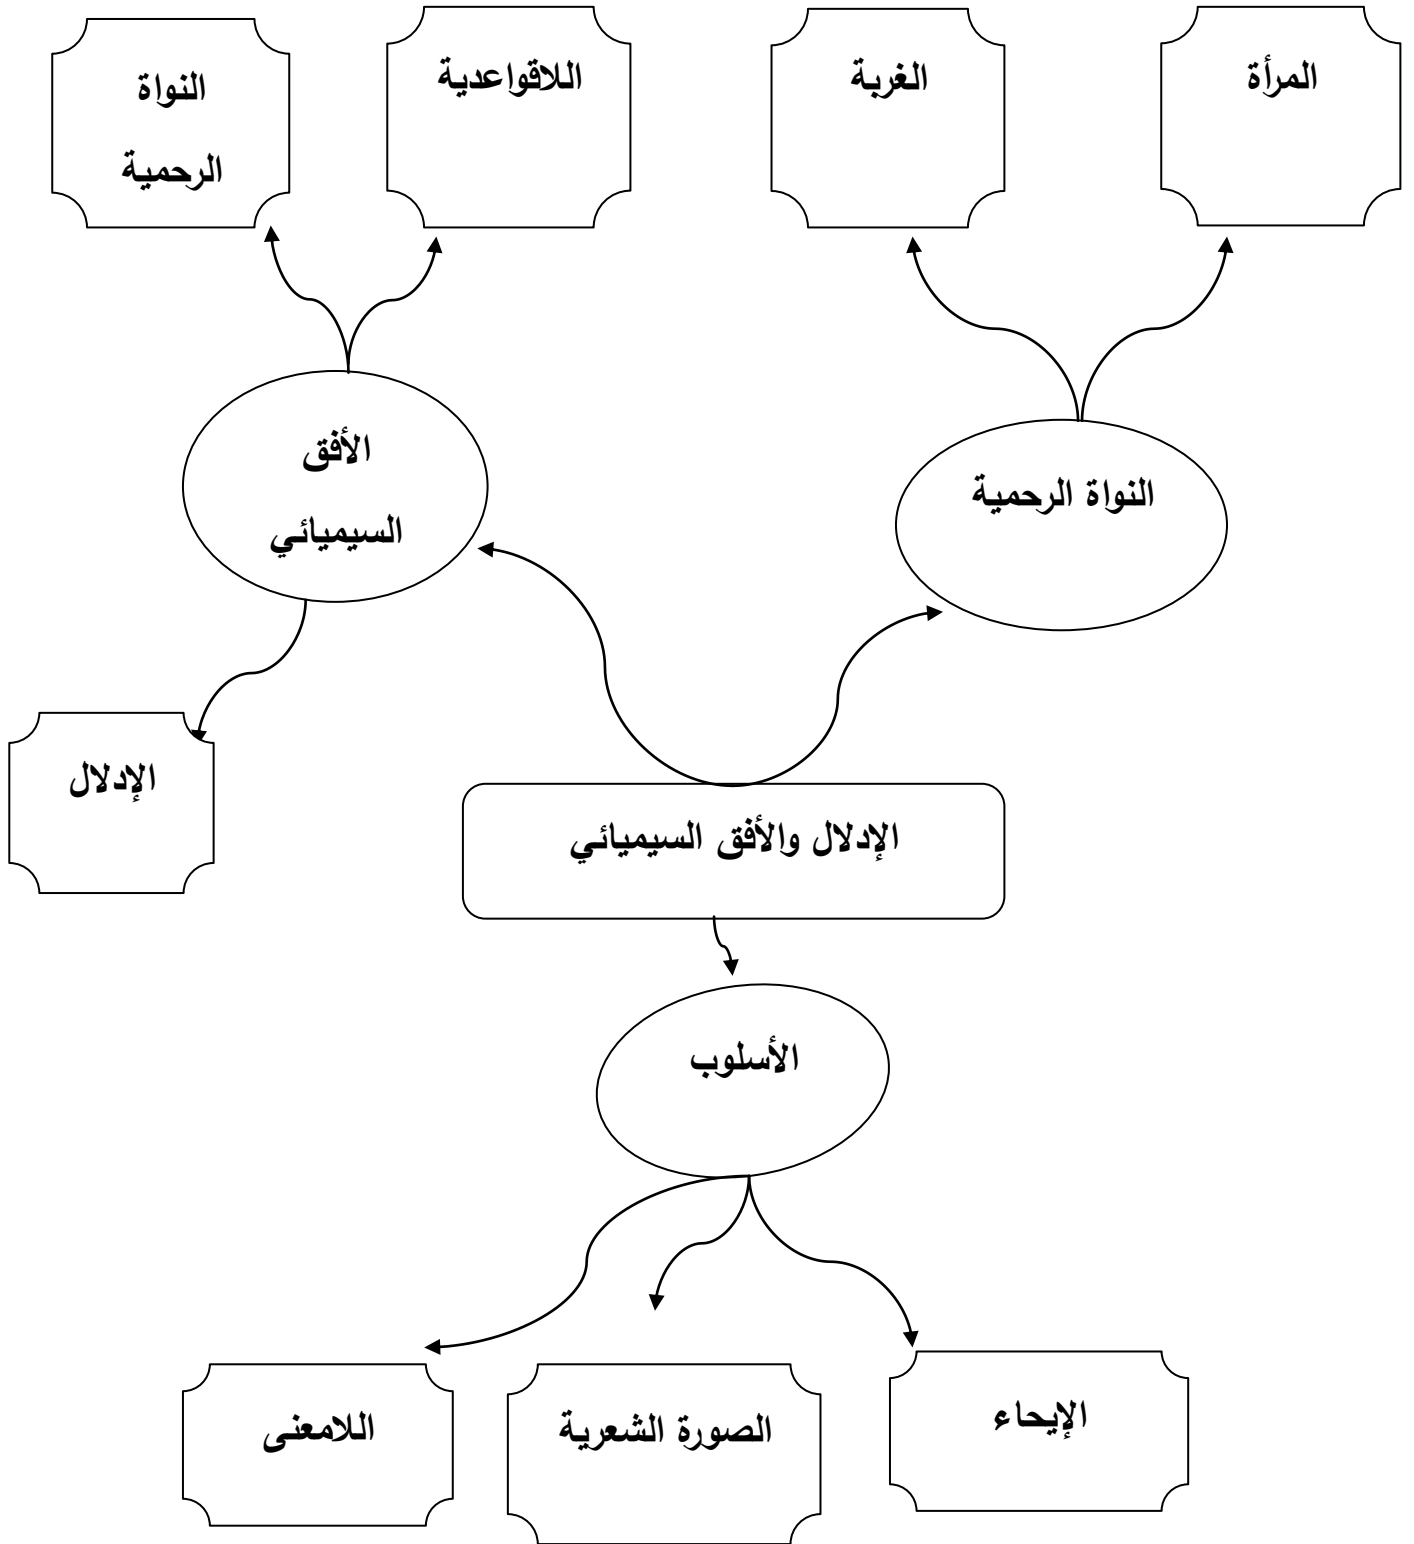 المرأة
الغربة
اللاقواعدية
النواة
الرحمية
النواة الرحمية
الأفق
السيميائي
الإدلال
الإدلال والأفق السيميائي
الأسلوب
الإيحاء
الصورة الشعرية
اللامعنى